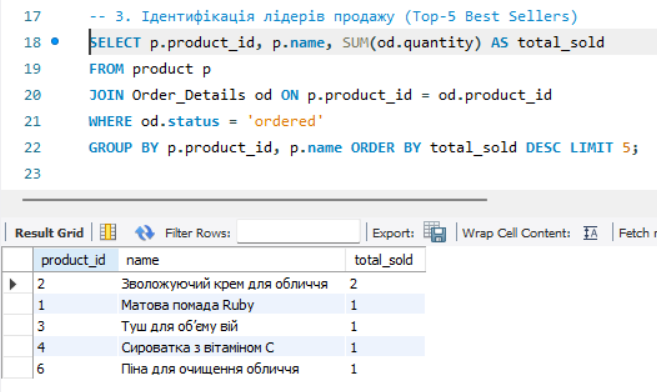 17 -- 3. Ідентифікація лідерів продажу (Top-5 Best Sellers)
18 SELECT p.product_id, p.name, SUM(od.quantity) AS total_sold
19 FROM product p
20 JOIN Order_Details od ON p.product_id = od.product_id
21 WHERE od.status = 'ordered'
22 GROUP BY p.product_id, p.name ORDER BY total_sold DESC LIMIT 5;
23
Result Grid Filter Rows: Export: Wrap Cell Content: Fetch
product_id name total_sold
2 Зволожуючий крем для обличчя 2
1 Матова помада Ruby 1
3 Туш для об'єму вій 1
4 Сироватка з вітаміном С 1
6 Піна для очищення обличчя 1